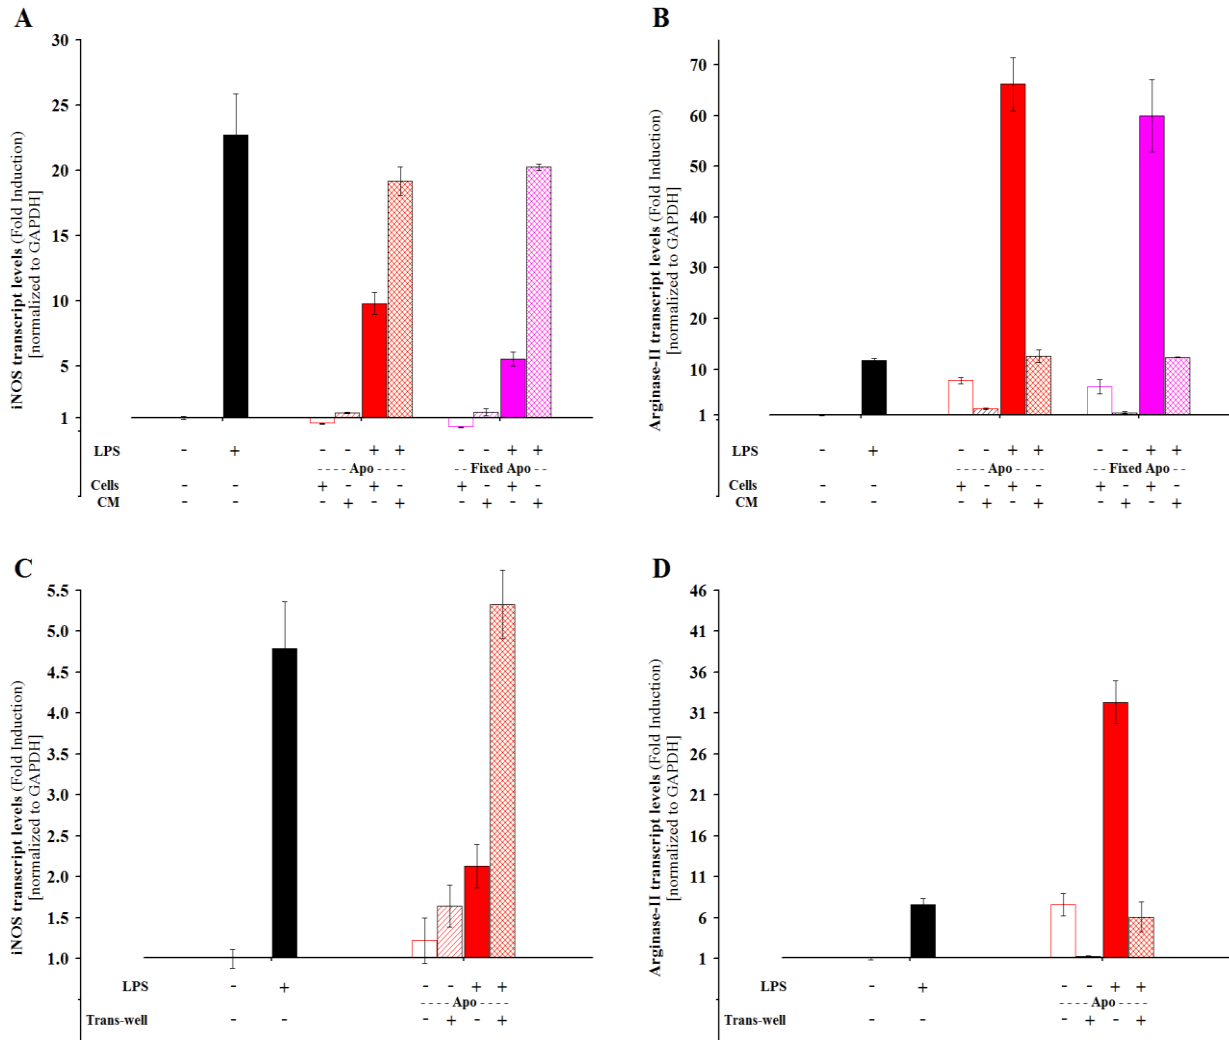 A
iNOS transcript levels (Fold Induction)
[normalized to GAPDH]
30
25
20
15
10
5
1
LPS - + - - + + - - + +
- - - - Apo - - - - - - - - Fixed Apo - - - -
Cells - - + - + - + - + -
CM - - - + - + - + - +
B
Arginase-II transcript levels (Fold Induction)
[normalized to GAPDH]
70
60
50
40
30
20
10
1
LPS - + - - + + - - + +
- - - - Apo - - - - - - - - Fixed Apo - - - -
Cells - - + - + - + - + -
CM - - - + - + - + - +
C
iNOS transcript levels (Fold Induction)
[normalized to GAPDH]
5.5
5.0
4.5
4.0
3.5
3.0
2.5
2.0
1.5
1.0
LPS - + - - + +
- - - - Apo - - - -
Trans-well - - - + - +
D
Arginase-II transcript levels (Fold Induction)
[normalized to GAPDH]
46
41
36
31
26
21
16
11
6
1
LPS - + - - + +
- - - - Apo - - - -
Trans-well - - - + - +